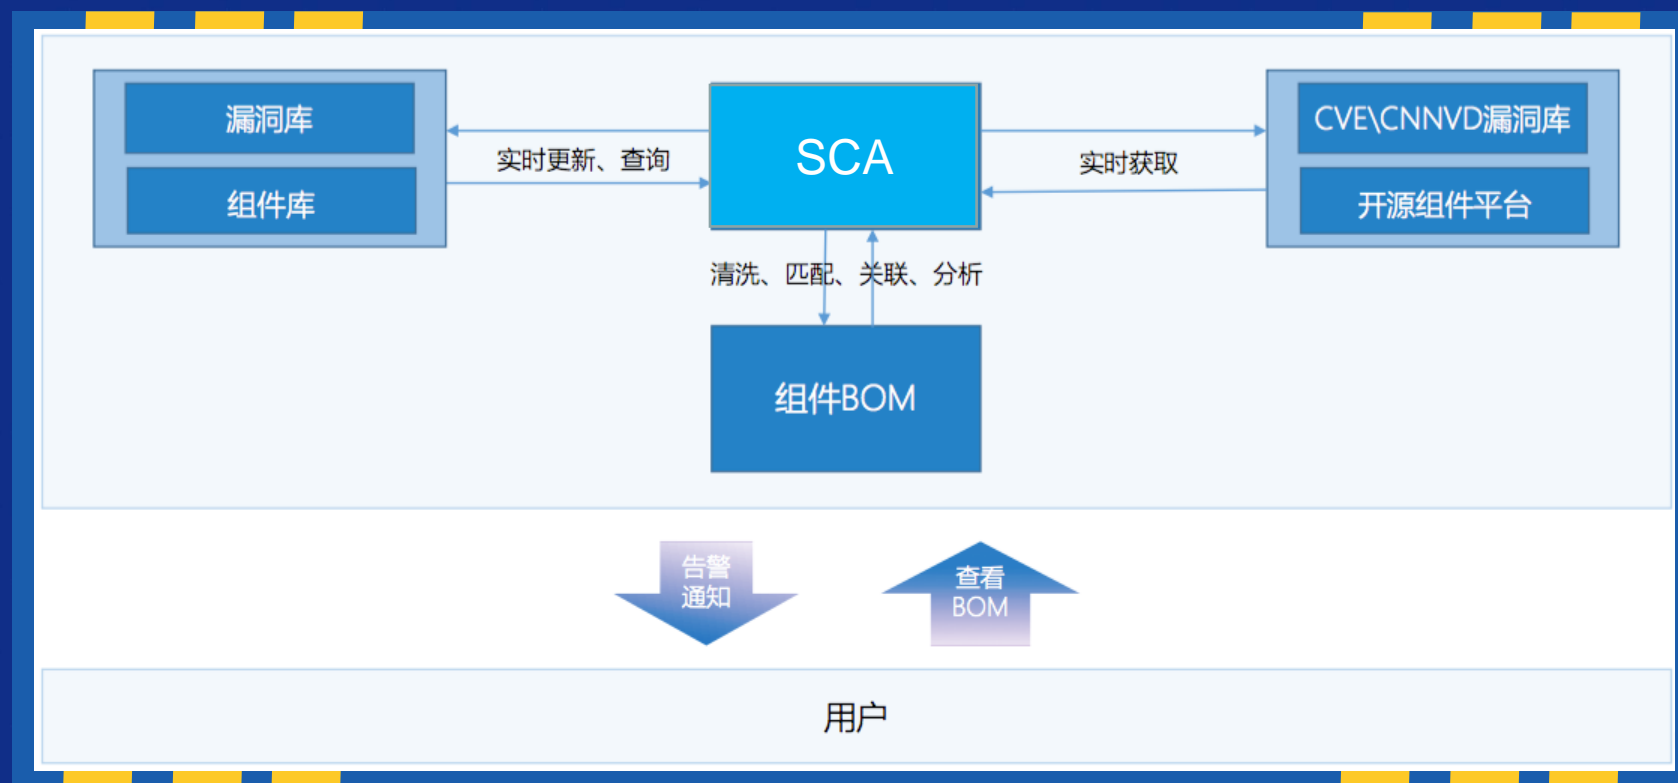 漏洞库
组件库
实时更新、查询
SCA
实时获取
CVE\CNNVD漏洞库
开源组件平台
清洗、匹配、关联、分析
组件BOM
告警
通知
查看
BOM
用户